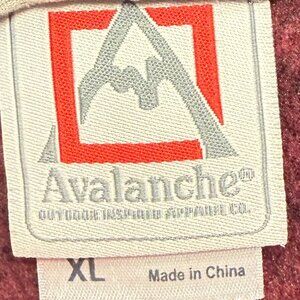 Avalanche®
OUTDOOR INSPIRED APPAREL CO.
XL
Made in China